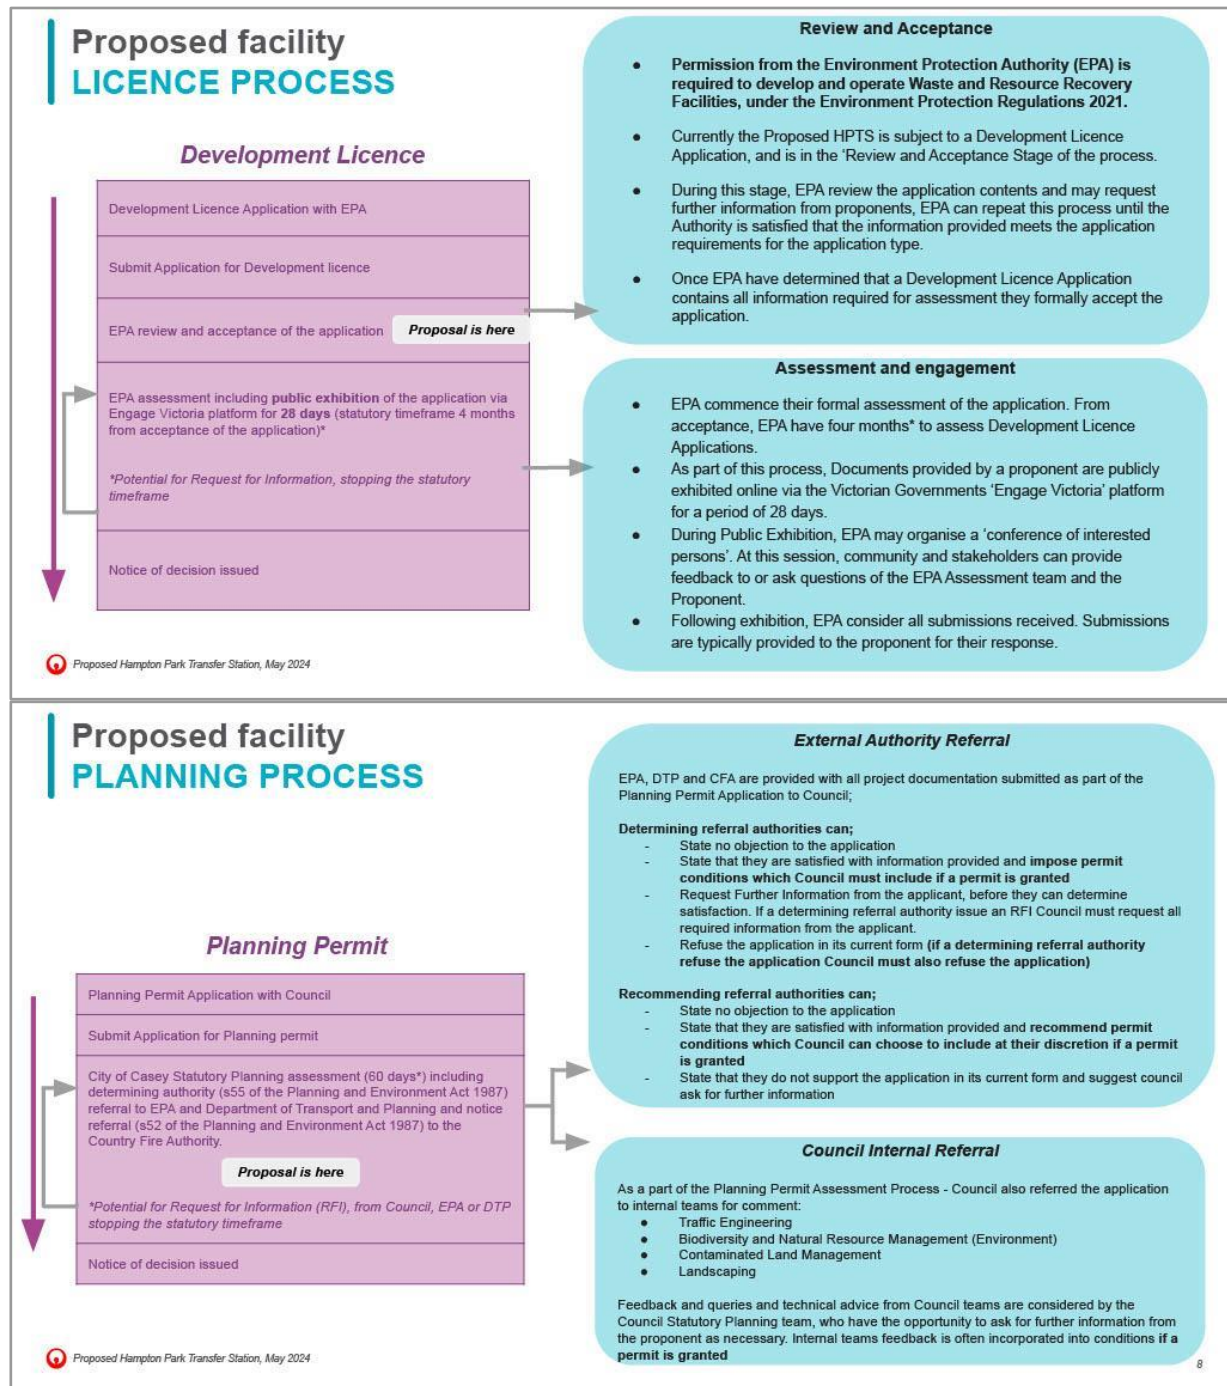 Proposed facility
LICENCE PROCESS
Development Licence
Development Licence Application with EPA
Submit Application for Development licence
EPA review and acceptance of the application
Proposal is here
EPA assessment including public exhibition of the application via
Engage Victoria platform for 28 days (statutory timeframe 4 months
from acceptance of the application)*
*Potential for Request for Information, stopping the statutory
timeframe
Notice of decision issued
Review and Acceptance
● Permission from the Environment Protection Authority (EPA) is
required to develop and operate Waste and Resource Recovery
Facilities, under the Environment Protection Regulations 2021.
● Currently the Proposed HPTS is subject to a Development Licence
Application, and is in the ‘Review and Acceptance Stage of the process.
● During this stage, EPA review the application contents and may request
further information from proponents, EPA can repeat this process until the
Authority is satisfied that the information provided meets the application
requirements for the application type.
● Once EPA have determined that a Development Licence Application
contains all information required for assessment they formally accept the
application.
Assessment and engagement
● EPA commence their formal assessment of the application. From
acceptance, EPA have four months* to assess Development Licence
Applications.
● As part of this process, Documents provided by a proponent are publicly
exhibited online via the Victorian Governments ‘Engage Victoria’ platform
for a period of 28 days.
● During Public Exhibition, EPA may organise a ‘conference of interested
persons’. At this session, community and stakeholders can provide
feedback to or ask questions of the EPA Assessment team and the
Proponent.
● Following exhibition, EPA consider all submissions received. Submissions
are typically provided to the proponent for their response.
Proposed Hampton Park Transfer Station, May 2024
Proposed facility
PLANNING PROCESS
Planning Permit
Planning Permit Application with Council
Submit Application for Planning permit
City of Casey Statutory Planning assessment (60 days*) including
determining authority (s55 of the Planning and Environment Act 1987)
referral to EPA and Department of Transport and Planning and notice
referral (s52 of the Planning and Environment Act 1987) to the
Country Fire Authority.
Proposal is here
*Potential for Request for Information (RFI), from Council, EPA or DTP
stopping the statutory timeframe
Notice of decision issued
External Authority Referral
EPA, DTP and CFA are provided with all project documentation submitted as part of the
Planning Permit Application to Council;
Determining referral authorities can;
- State no objection to the application
- State that they are satisfied with information provided and impose permit
conditions which Council must include if a permit is granted
- Request Further Information from the applicant, before they can determine
satisfaction. If a determining referral authority issue an RFI Council must request all
required information from the applicant.
- Refuse the application in its current form (if a determining referral authority
refuse the application Council must also refuse the application)
Recommending referral authorities can;
- State no objection to the application
- State that they are satisfied with information provided and recommend permit
conditions which Council can choose to include at their discretion if a permit
is granted
- State that they do not support the application in its current form and suggest council
ask for further information
Council Internal Referral
As a part of the Planning Permit Assessment Process - Council also referred the application
to internal teams for comment:
● Traffic Engineering
● Biodiversity and Natural Resource Management (Environment)
● Contaminated Land Management
● Landscaping
Feedback and queries and technical advice from Council teams are considered by the
Council Statutory Planning team, who have the opportunity to ask for further information from
the proponent as necessary. Internal teams feedback is often incorporated into conditions if a
permit is granted
Proposed Hampton Park Transfer Station, May 2024
8